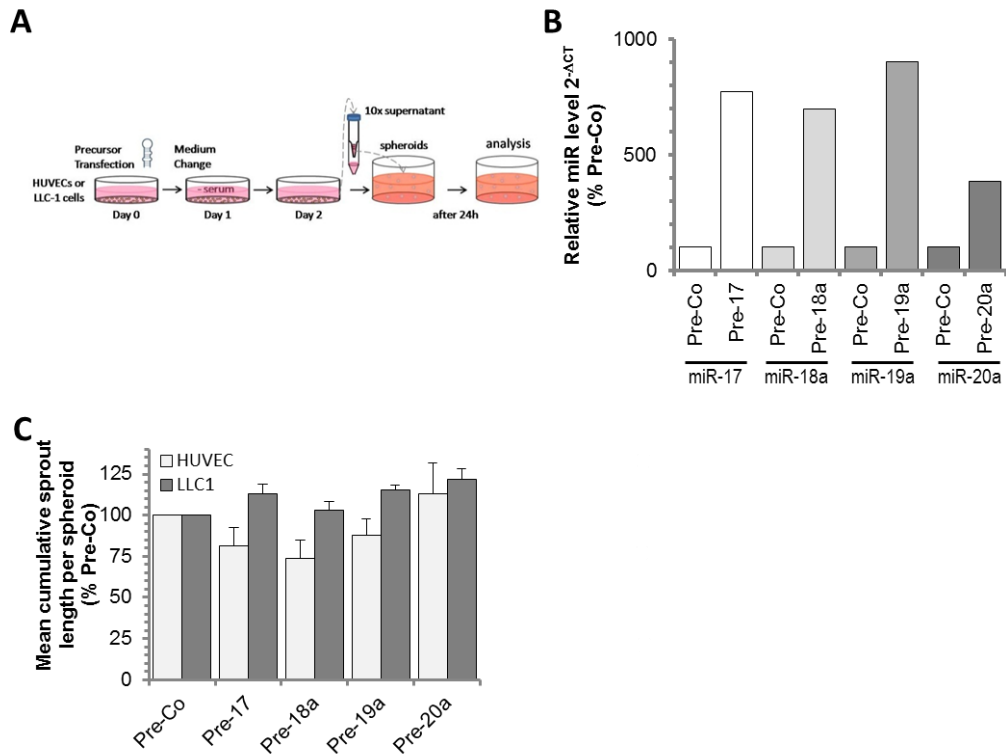 A
10x supernatant
Precursor
Transfection
Medium
Change
spheroids
analysis
HUVECs or
LLC-1 cells
- serum
Day 0
Day 1
Day 2
after 24h
B
Relative miR level 2-ΔCT
(% Pre-Co)
1000
500
0
Pre-Co
Pre-17
Pre-Co
Pre-18a
Pre-Co
Pre-19a
Pre-Co
Pre-20a
miR-17
miR-18a
miR-19a
miR-20a
C
Mean cumulative sprout
length per spheroid
(% Pre-Co)
HUVEC
LLC1
125
100
75
50
25
0
Pre-Co
Pre-17
Pre-18a
Pre-19a
Pre-20a